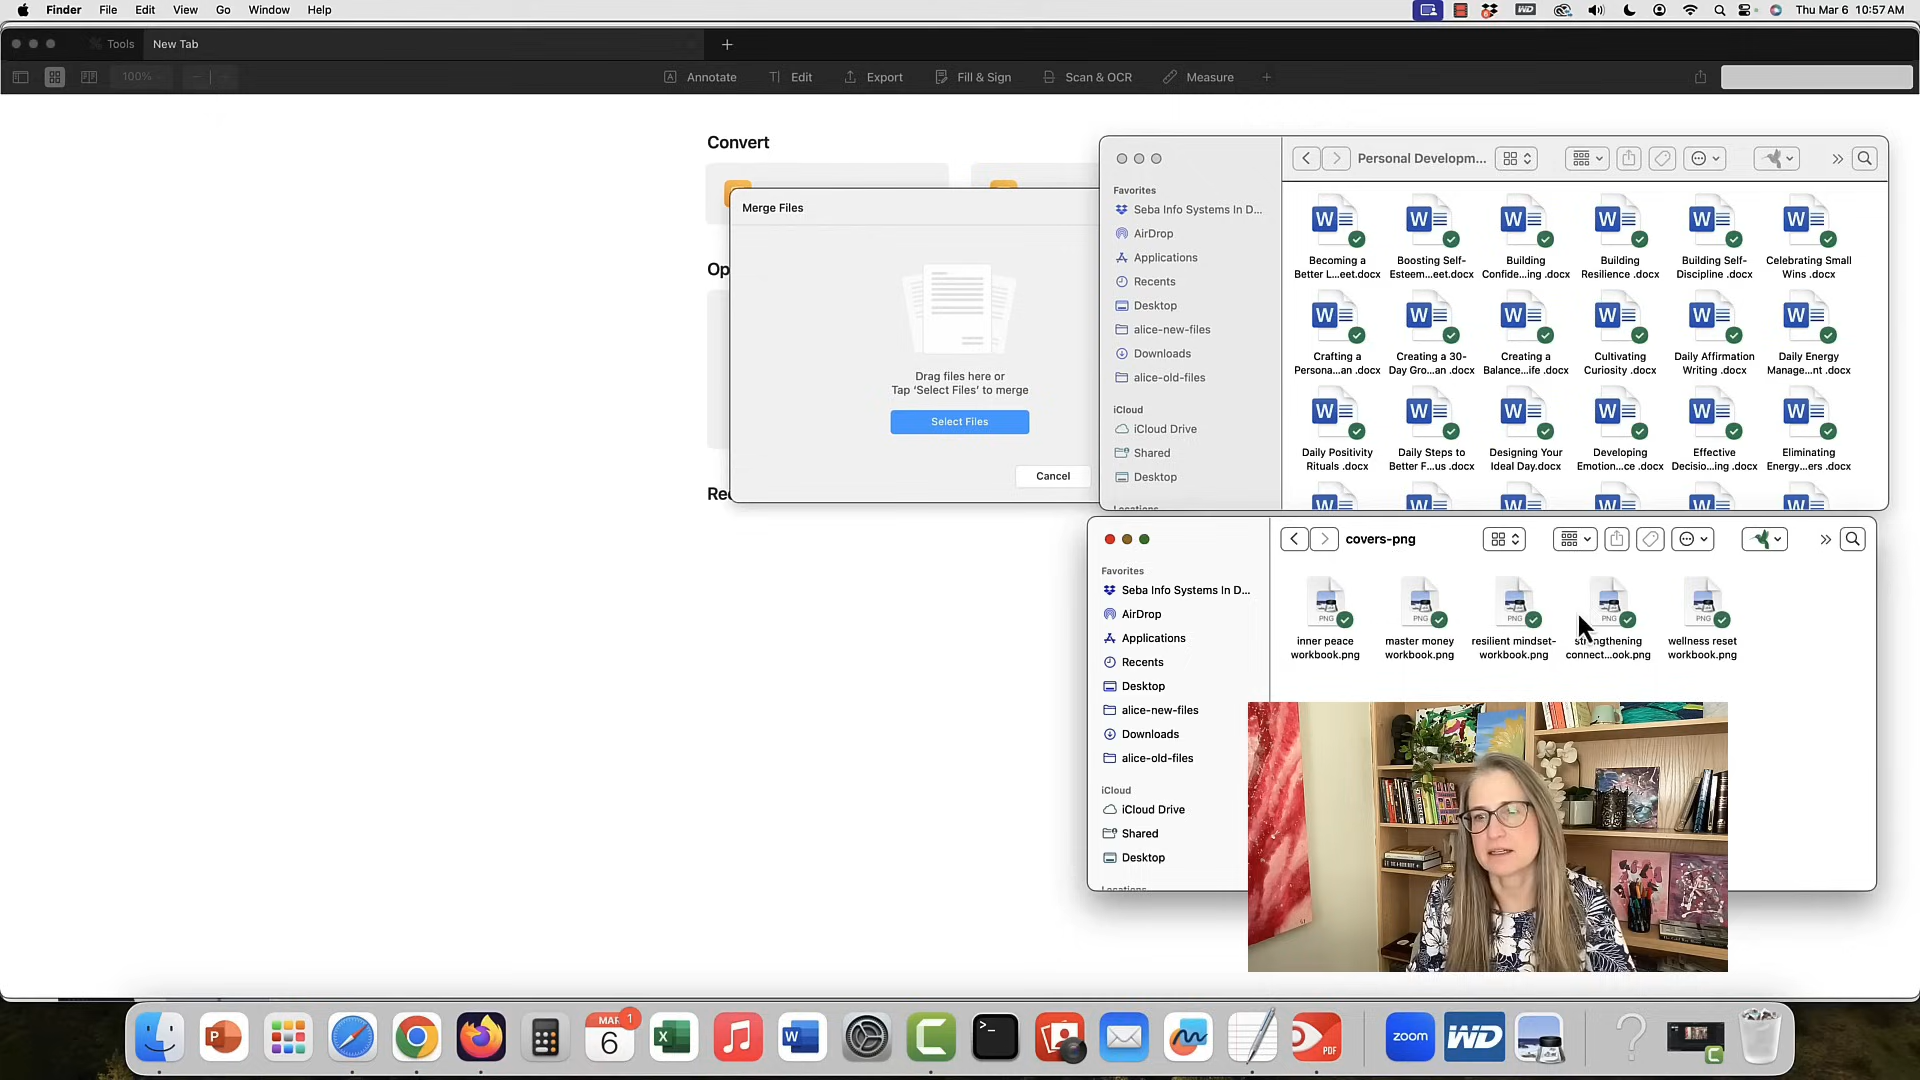 Finder File Edit View Go Window Help
Thu Mar 6 10:57 AM
Tools New Tab
100%
Annotate Edit Export Fill & Sign Scan & OCR Measure
Convert
Merge Files
Drag files here or
Tap ‘Select Files’ to merge
Select Files
Cancel
Personal Developm...
Favorites
Seba Info Systems In D...
AirDrop
Applications
Recents
Desktop
alice-new-files
Downloads
alice-old-files
iCloud
iCloud Drive
Shared
Desktop
Becoming a
Better L...eet.docx
Boosting Self-
Esteem...eet.docx
Building
Confide...ing .docx
Building
Resilience .docx
Building Self-
Discipline .docx
Celebrating Small
Wins .docx
Crafting a
Persona...an .docx
Creating a 30-
Day Gro...an .docx
Creating a
Balance...ife .docx
Cultivating
Curiosity .docx
Daily Affirmation
Writing .docx
Daily Energy
Manage...nt .docx
Daily Positivity
Rituals .docx
Daily Steps to
Better F...us .docx
Designing Your
Ideal Day.docx
Developing
Emotion...ce .docx
Effective
Decisio...ing .docx
Eliminating
Energy...ers .docx
covers-png
Favorites
Seba Info Systems In D...
AirDrop
Applications
Recents
Desktop
alice-new-files
Downloads
alice-old-files
iCloud
iCloud Drive
Shared
Desktop
PNG
inner peace
workbook.png
PNG
master money
workbook.png
PNG
resilient mindset-
workbook.png
PNG
connect...ook.png
PNG
wellness reset
workbook.png
MAR 1
6
zoom
WD
PDF